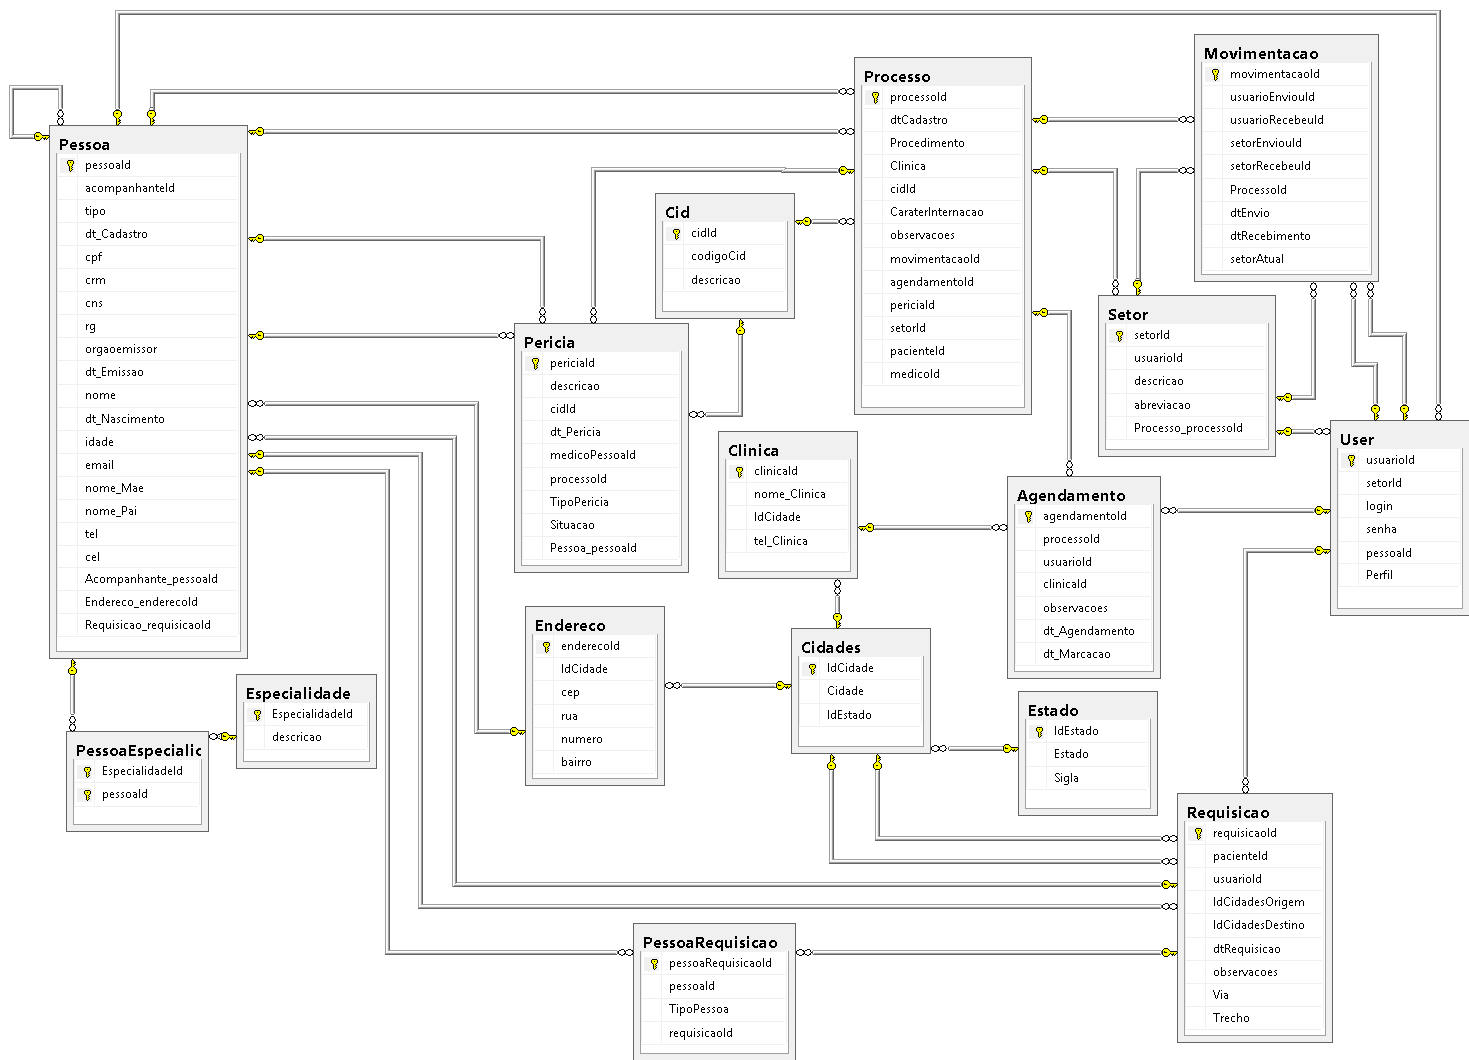 Pessoa
pessoaId
acompanhanteId
tipo
dt_Cadastro
cpf
crm
cns
rg
orgaoemissor
dt_Emissao
nome
dt_Nascimento
idade
email
nome_Mae
nome_Pai
tel
cel
Acompanhante_pessoaId
Endereco_enderecoId
Requisicao_requisicaoId
Processo
processoId
dtCadastro
Procedimento
Clinica
cidId
CaraterInternacao
observacoes
movimentacaoId
agendamentoId
periciaId
setorId
pacienteId
medicoId
Movimentacao
movimentacaoId
usuarioEnviouId
usuarioRecebeuId
setorEnviouId
setorRecebeuId
ProcessoId
dtEnvio
dtRecebimento
setorAtual
Cid
cidId
codigoCid
descricao
Setor
setorId
usuarioId
descricao
abreviacao
Processo_processoId
Pericia
periciaId
descricao
cidId
dt_Pericia
medicoPessoaId
processoId
TipoPericia
Situacao
Pessoa_pessoaId
Clinica
clinicaId
nome_Clinica
IdCidade
tel_Clinica
User
usuarioId
setorId
login
senha
pessoaId
Perfil
Agendamento
agendamentoId
processoId
usuarioId
clinicaId
observacoes
dt_Agendamento
dt_Marcacao
Endereco
enderecoId
IdCidade
cep
rua
numero
bairro
Cidades
IdCidade
Cidade
IdEstado
Especialidade
EspecialidadeId
descricao
Estado
IdEstado
Estado
Sigla
PessoaEspecialic
EspecialidadeId
pessoaId
Requisicao
requisicaoId
pacienteId
usuarioId
IdCidadesOrigem
IdCidadesDestino
dtRequisicao
observacoes
Via
Trecho
PessoaRequisicao
pessoaRequisicaoId
pessoaId
TipoPessoa
requisicaoId